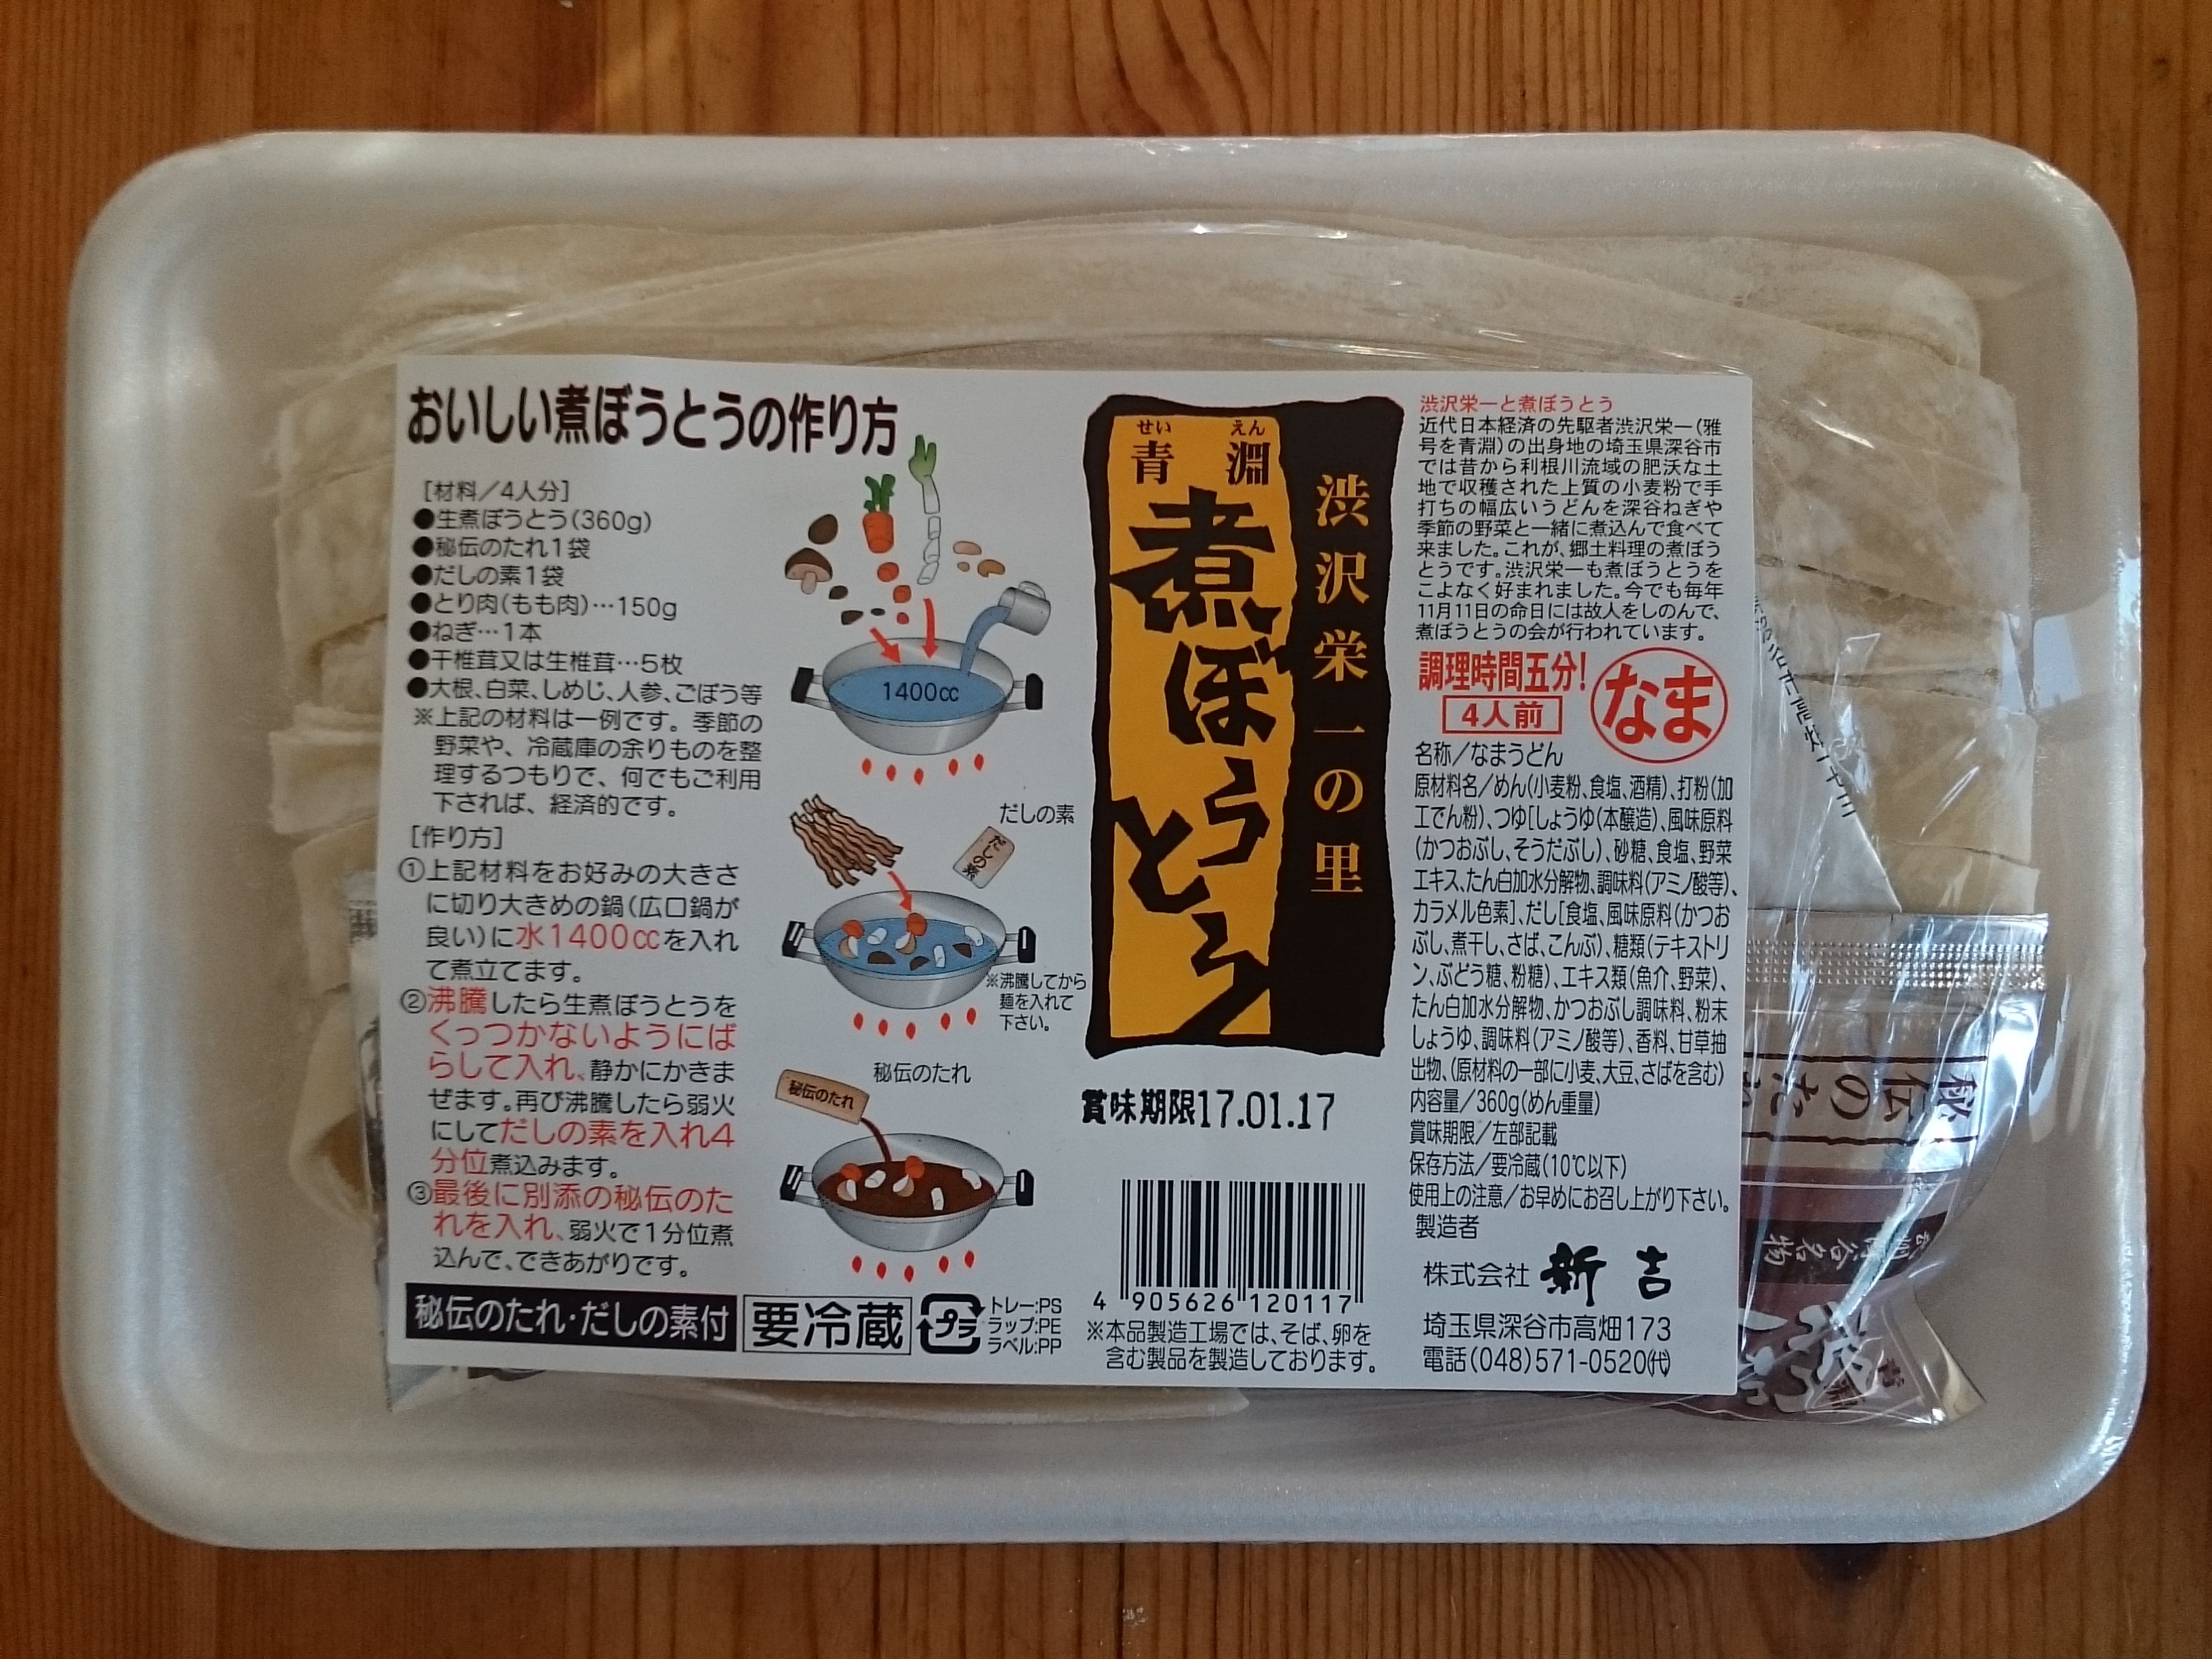 おいしい煮ぼうとうの作り方
[材料／4人分]
●生煮ぼうとう(360g)
●秘伝のたれ1袋
●だしの素1袋
●とり肉(もも肉)…150g
●ねぎ…1本
●干椎茸又は生椎茸…5枚
●大根、白菜、しめじ、人参、ごぼう等
※上記の材料は一例です。季節の
野菜や、冷蔵庫の余りものを整
理するつもりで、何でもご利用
下されば、経済的です。
[作り方]
①上記材料をお好みの大きさ
に切り大きめの鍋(広口鍋が
良い)に水1400ccを入れ
て煮立てます。
②沸騰したら生煮ぼうとうを
くっつかないようにば
らして入れ、静かにかきま
ぜます。再び沸騰したら弱火
にしてだしの素を入れ4
分位煮込みます。
③最後に別添の秘伝のた
れを入れ、弱火で1分位煮
込んで、できあがりです。
秘伝のたれ・だしの素付
要冷蔵
プラ
トレー:PS
ラップ:PE
ラベル:PP
1400cc
だしの素
だしの素
※沸騰してから
麺を入れて
下さい。
秘伝のたれ
秘伝のたれ
せい えん
青淵
煮ぼうとう
渋沢栄一の里
賞味期限17.01.17
4 905626 120117
※本品製造工場では、そば、卵を
含む製品を製造しております。
渋沢栄一と煮ぼうとう
近代日本経済の先駆者渋沢栄一(雅
号を青淵)の出身地の埼玉県深谷市
では昔から利根川流域の肥沃な土
地で収穫された上質の小麦粉で手
打ちの幅広いうどんを深谷ねぎや
季節の野菜と一緒に煮込んで食べて
来ました。これが、郷土料理の煮ぼう
とうです。渋沢栄一も煮ぼうとうを
こよなく好まれました。今でも毎年
11月11日の命日には故人をしのんで、
煮ぼうとうの会が行われています。
調理時間五分!
4人前
なま
名称／なまうどん
原材料名／めん(小麦粉、食塩、酒精)、打粉(加
工でん粉)、つゆ[しょうゆ(本醸造)、風味原料
(かつおぶし、そうだぶし)、砂糖、食塩、野菜
エキス、たん白加水分解物、調味料(アミノ酸等)、
カラメル色素]、だし[食塩、風味原料(かつお
ぶし、煮干し、さば、こんぶ)、糖類(デキストリ
ン、ぶどう糖、粉糖)、エキス類(魚介、野菜)、
たん白加水分解物、かつおぶし調味料、粉末
しょうゆ、調味料(アミノ酸等)、香料、甘草抽
出物、(原材料の一部に小麦、大豆、さばを含む)
内容量／360g(めん重量)
賞味期限／左部記載
保存方法／要冷蔵(10℃以下)
使用上の注意／お早めにお召し上がり下さい。
製造者
株式会社 新吉
埼玉県深谷市高畑173
電話(048)571-0520(代)
秘伝のた